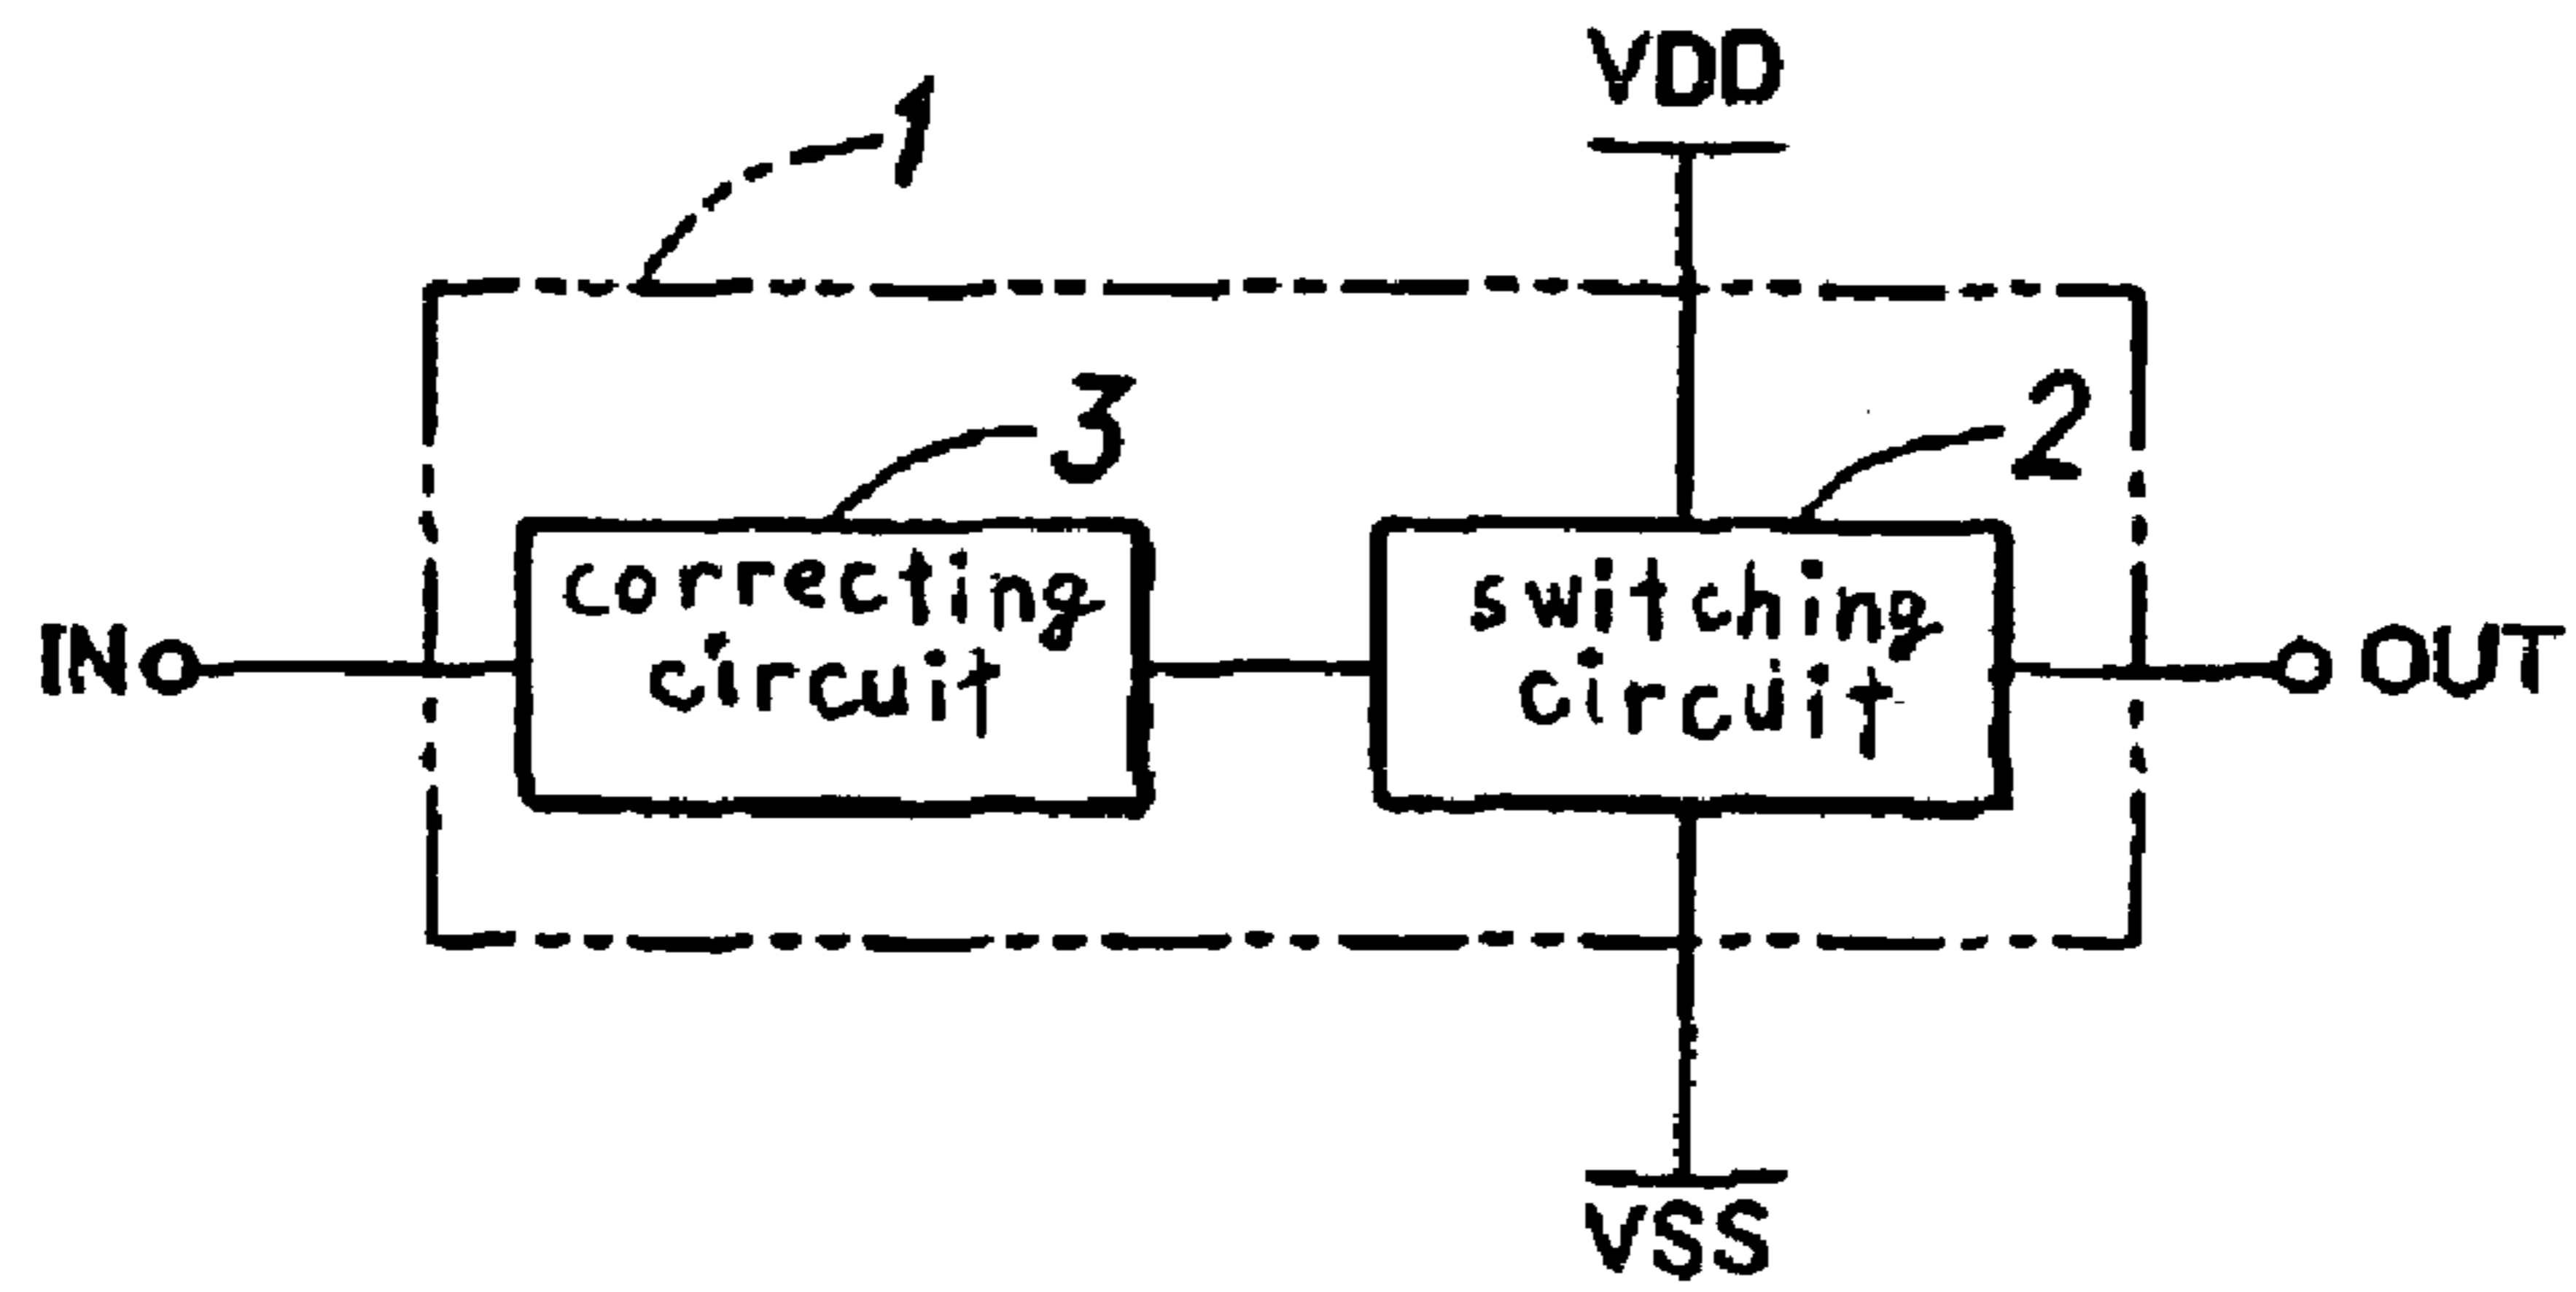 VDD
1
3
2
correcting
circuit
switching
circuit
IN
OUT
VSS